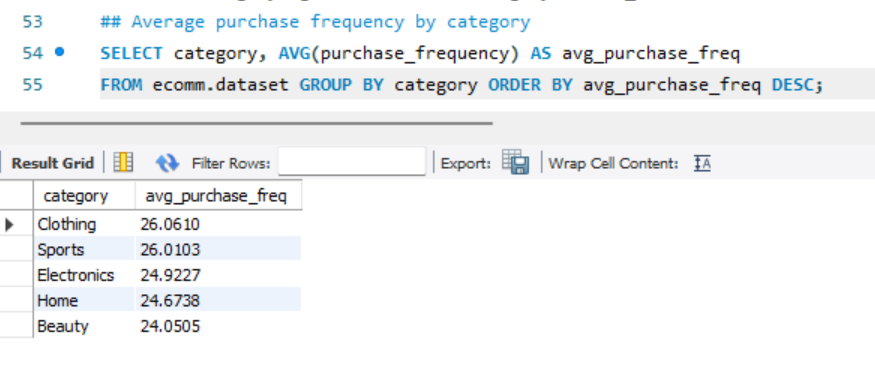 53 ## Average purchase frequency by category
54 SELECT category, AVG(purchase_frequency) AS avg_purchase_freq
55 FROM ecomm.dataset GROUP BY category ORDER BY avg_purchase_freq DESC;
Result Grid Filter Rows: Export: Wrap Cell Content: IA
category avg_purchase_freq
Clothing 26.0610
Sports 26.0103
Electronics 24.9227
Home 24.6738
Beauty 24.0505